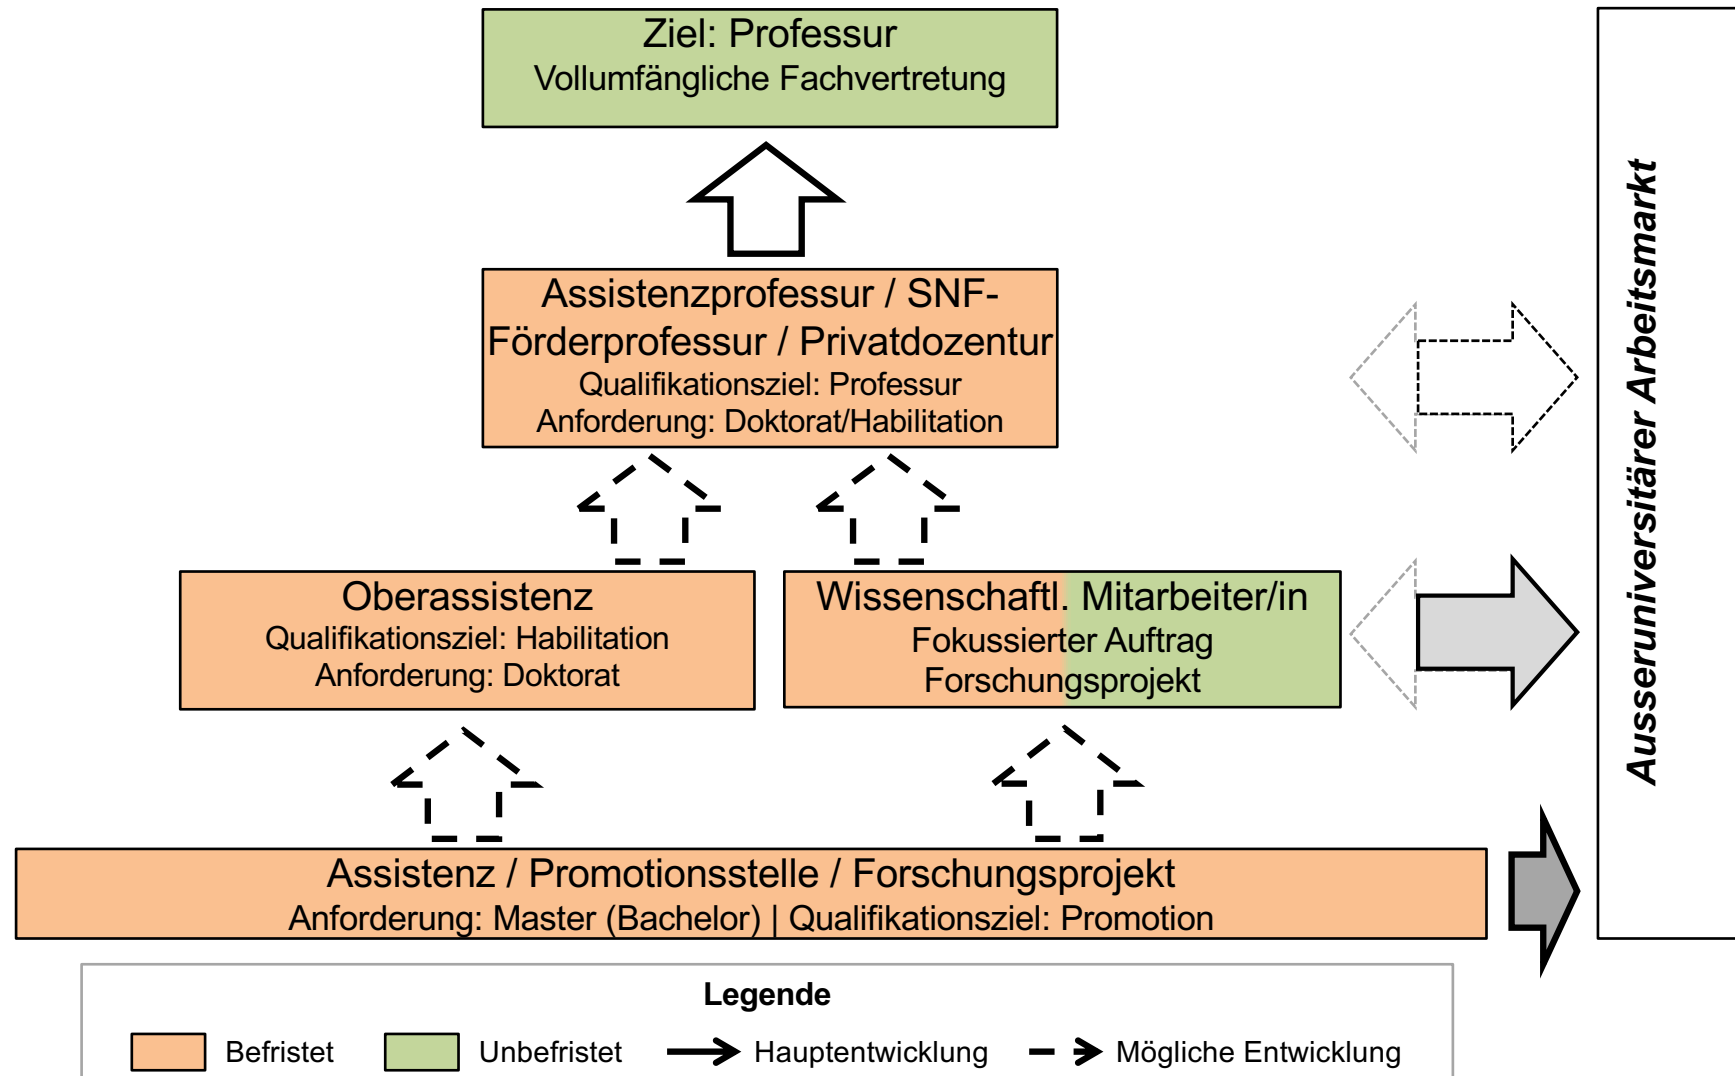 Ziel: Professur
Vollumfängliche Fachvertretung
Assistenzprofessur / SNF-
Förderprofessur / Privatdozentur
Qualifikationsziel: Professur
Anforderung: Doktorat/Habilitation
Oberassistenz
Qualifikationsziel: Habilitation
Anforderung: Doktorat
Wissenschaftl. Mitarbeiter/in
Fokussierter Auftrag
Forschungsprojekt
Assistenz / Promotionsstelle / Forschungsprojekt
Anforderung: Master (Bachelor) | Qualifikationsziel: Promotion
Ausseruniversitärer Arbeitsmarkt
Legende
Befristet
Unbefristet
Hauptentwicklung
Mögliche Entwicklung